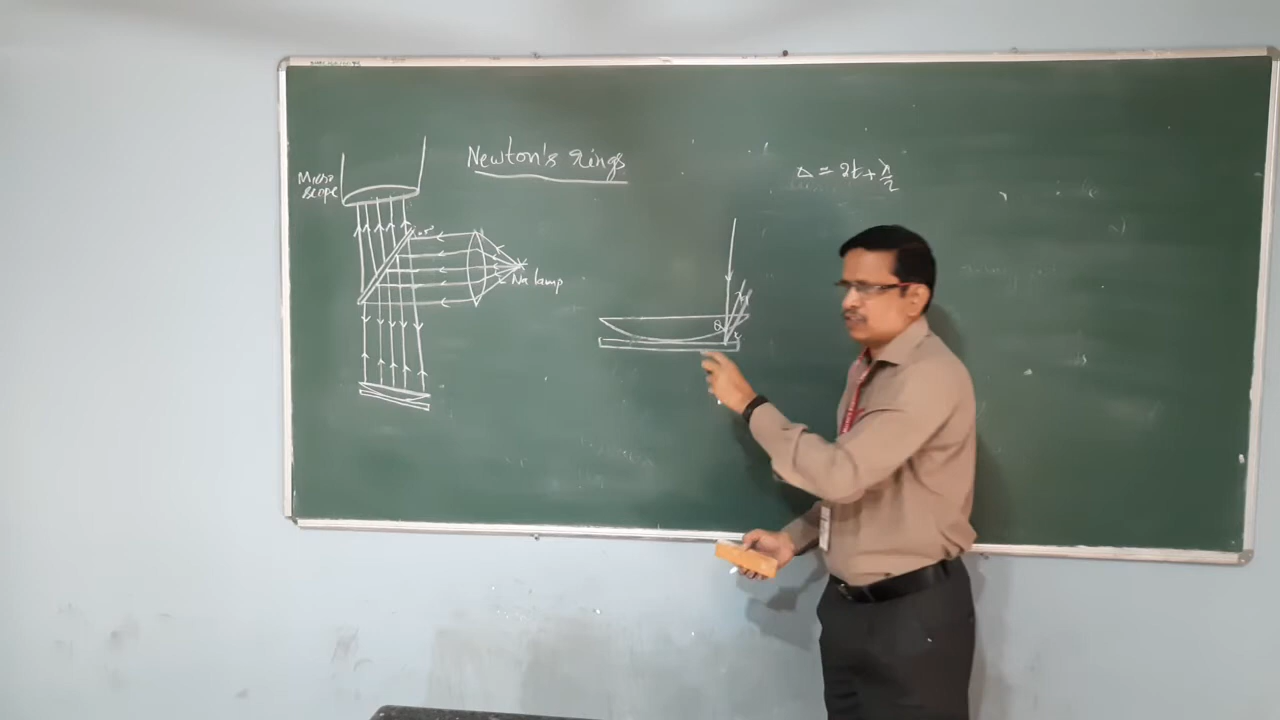 Newton's rings
Δ = 2t + λ/2
Micro
scope
Na lamp